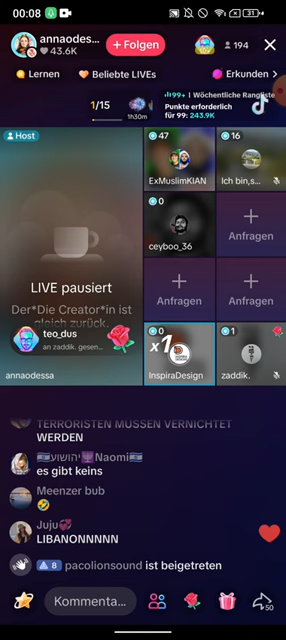 00:08
31
annaodes...
43.6K
+ Folgen
194
Lernen
Beliebte LIVEs
Erkunden >
1/15
1h30m
99+ | Wöchentliche Rangliste
Punkte erforderlich
für 99: 243.9K
TikTok
Host
LIVE pausiert
Der*Die Creator*in ist
gleich zurück.
teo_dus
an zaddik. gesen...
annaodessa
47
ExMuslimKIAN
16
Ich bin,s...
0
ceyboo_36
Anfragen
Anfragen
Anfragen
0
x1
InspiraDesign
1
zaddik.
TERRORISTEN MÜSSEN VERNICHTET
WERDEN
Naomi
es gibt keins
Meenzer bub
🤣
Juju💞
LIBANONNNNN
8 pacolionsound ist beigetreten
Kommenta...
50